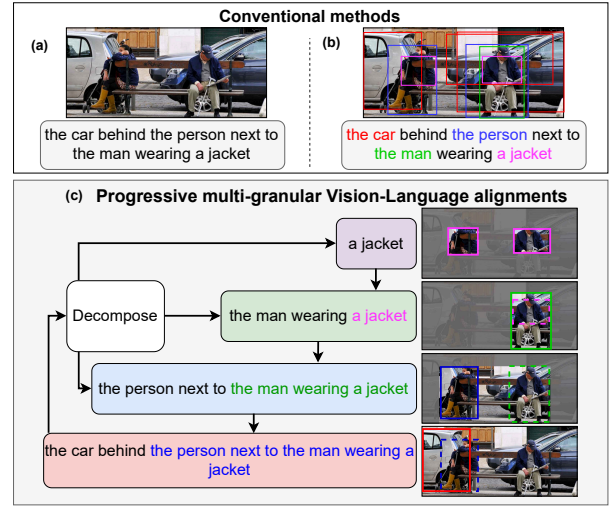 Conventional methods
(a)
(b)
the car behind the person next to
the man wearing a jacket
the car behind the person next to
the man wearing a jacket
(c) Progressive multi-granular Vision-Language alignments
a jacket
Decompose
the man wearing a jacket
the person next to the man wearing a jacket
the car behind the person next to the man wearing a
jacket